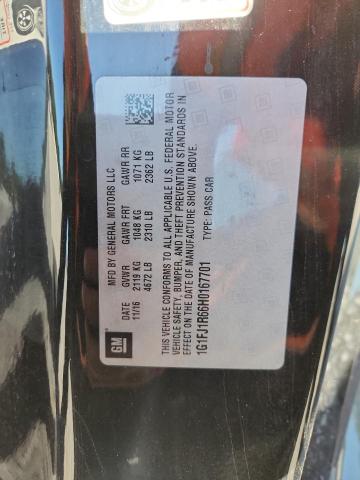 MFD BY GENERAL MOTORS LLC
DATE GVWR GAWR FRT GAWR RR
11/16 2119 KG 1048 KG 1071 KG
4672 LB 2310 LB 2362 LB
THIS VEHICLE CONFORMS TO ALL APPLICABLE U.S. FEDERAL MOTOR
VEHICLE SAFETY, BUMPER, AND THEFT PREVENTION STANDARDS IN
EFFECT ON THE DATE OF MANUFACTURE SHOWN ABOVE.
1G1FJ1R66H0167701 TYPE: PASS CAR
GM